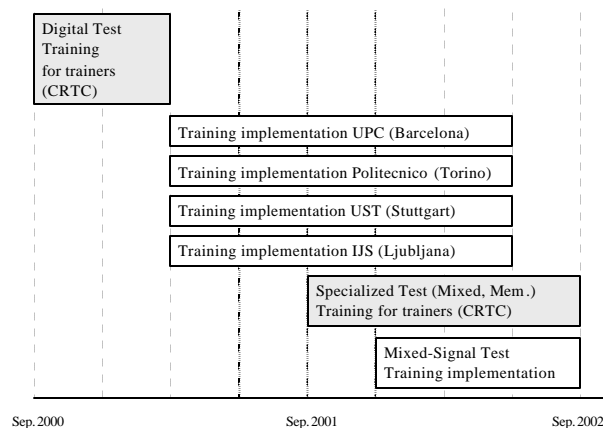 Digital Test
Training
for trainers
(CRTC)
Training implementation UPC (Barcelona)
Training implementation Politecnico (Torino)
Training implementation UST (Stuttgart)
Training implementation IJS (Ljubljana)
Specialized Test (Mixed, Mem.)
Training for trainers (CRTC)
Mixed-Signal Test
Training implementation
Sep. 2000
Sep. 2001
Sep. 2002